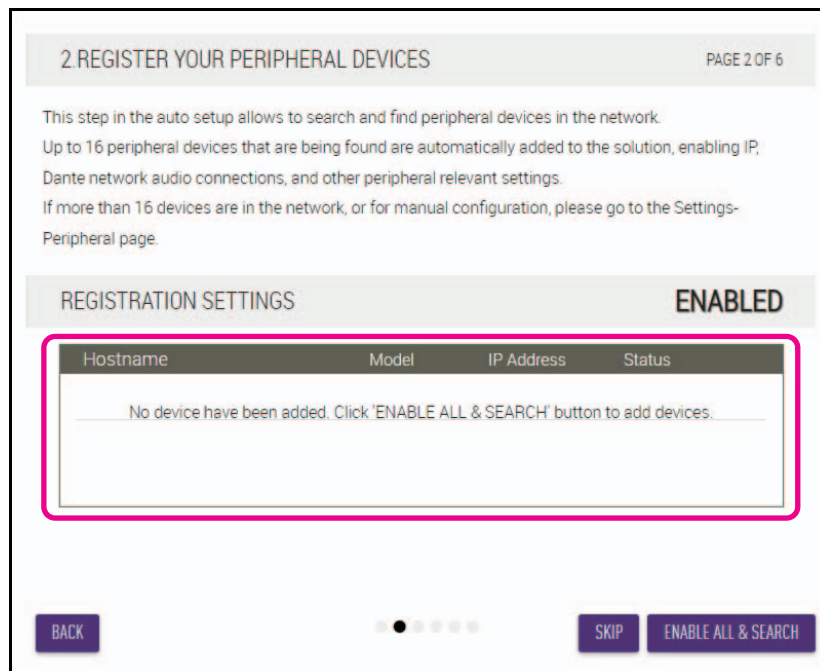 2.REGISTER YOUR PERIPHERAL DEVICES PAGE 2 OF 6
This step in the auto setup allows to search and find peripheral devices in the network.
Up to 16 peripheral devices that are being found are automatically added to the solution, enabling IP,
Dante network audio connections, and other peripheral relevant settings.
If more than 16 devices are in the network, or for manual configuration, please go to the Settings-
Peripheral page.
REGISTRATION SETTINGS ENABLED
Hostname Model IP Address Status
No device have been added. Click 'ENABLE ALL & SEARCH' button to add devices.
BACK SKIP ENABLE ALL & SEARCH